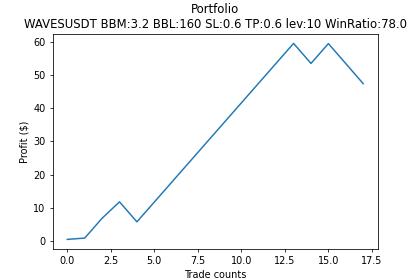 Portfolio
WAVESUSDT BBM:3.2 BBL:160 SL:0.6 TP:0.6 lev:10 WinRatio:78.0
60
50
40
30
20
10
0
Profit ($)
0.0 2.5 5.0 7.5 10.0 12.5 15.0 17.5
Trade counts